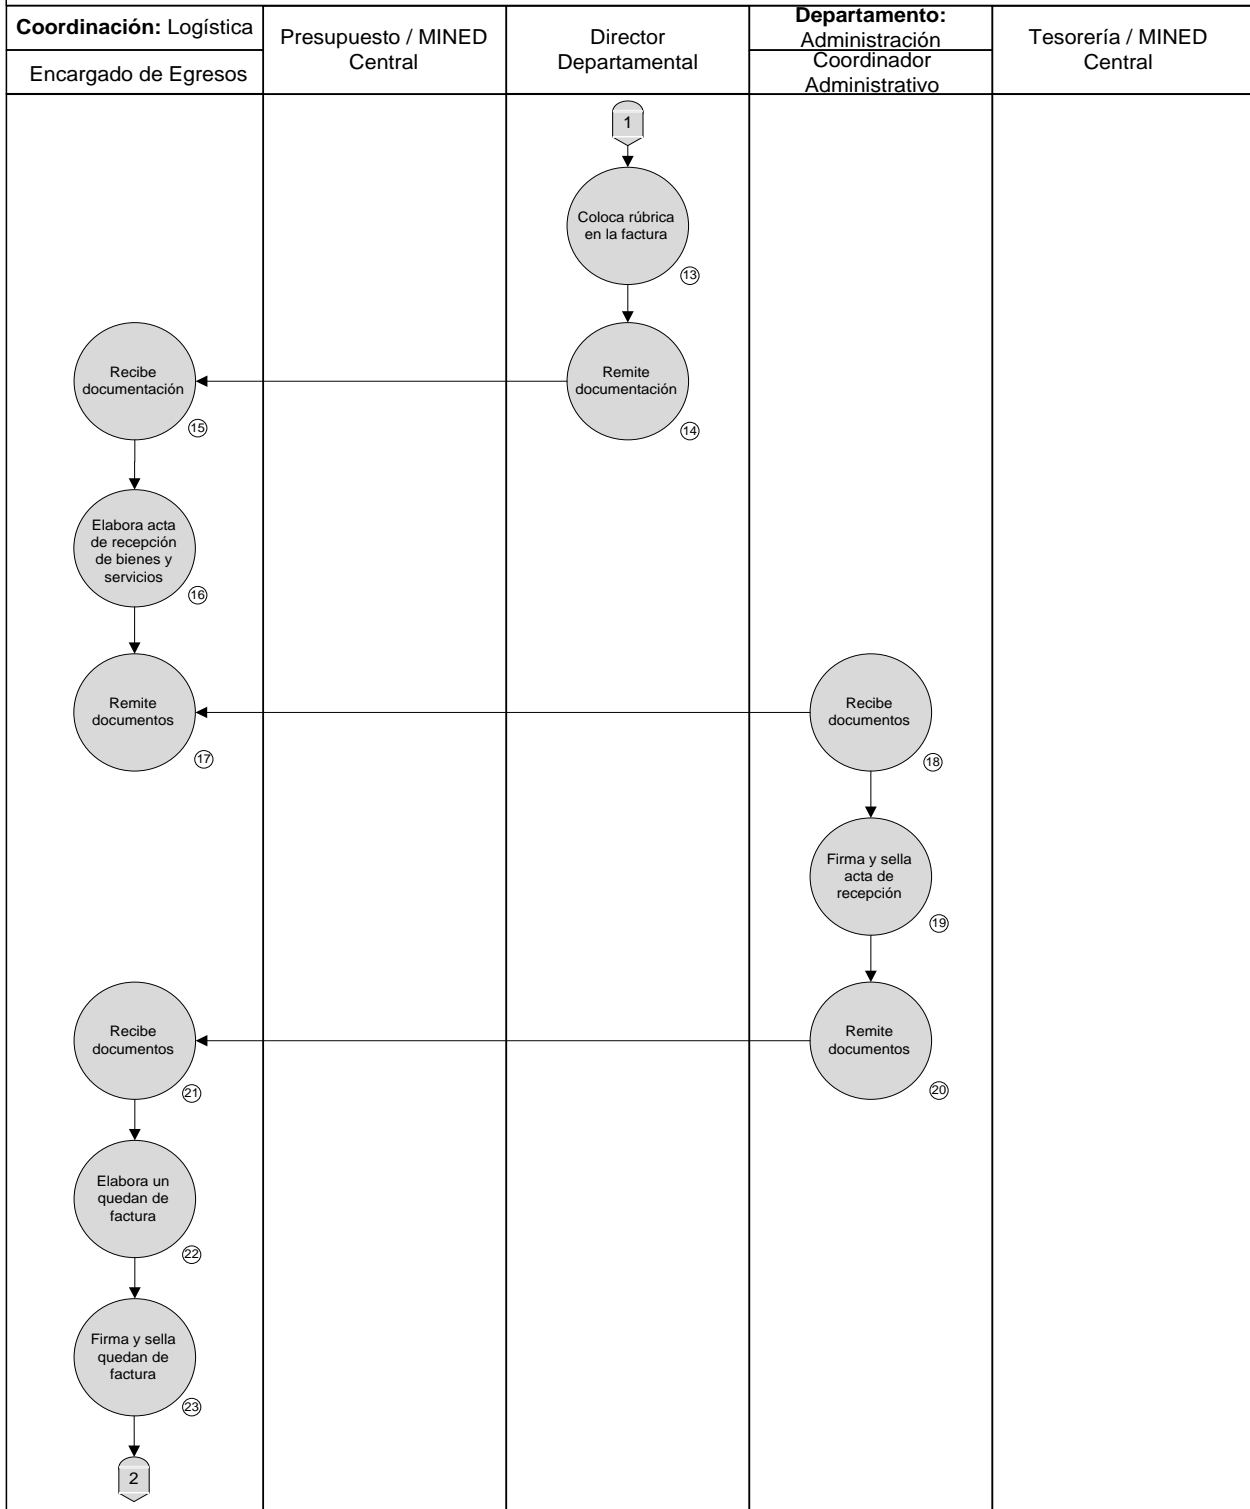 Coordinación: Logística
Encargado de Egresos
Presupuesto / MINED
Central
Director
Departamental
Departamento:
Administración
Coordinador
Administrativo
Tesorería / MINED
Central
1
Coloca rúbrica
en la factura
13
Remite
documentación
14
Recibe
documentación
15
Elabora acta
de recepción
de bienes y
servicios
16
Remite
documentos
17
Recibe
documentos
18
Firma y sella
acta de
recepción
19
Remite
documentos
20
Recibe
documentos
21
Elabora un
quedan de
factura
22
Firma y sella
quedan de
factura
23
2